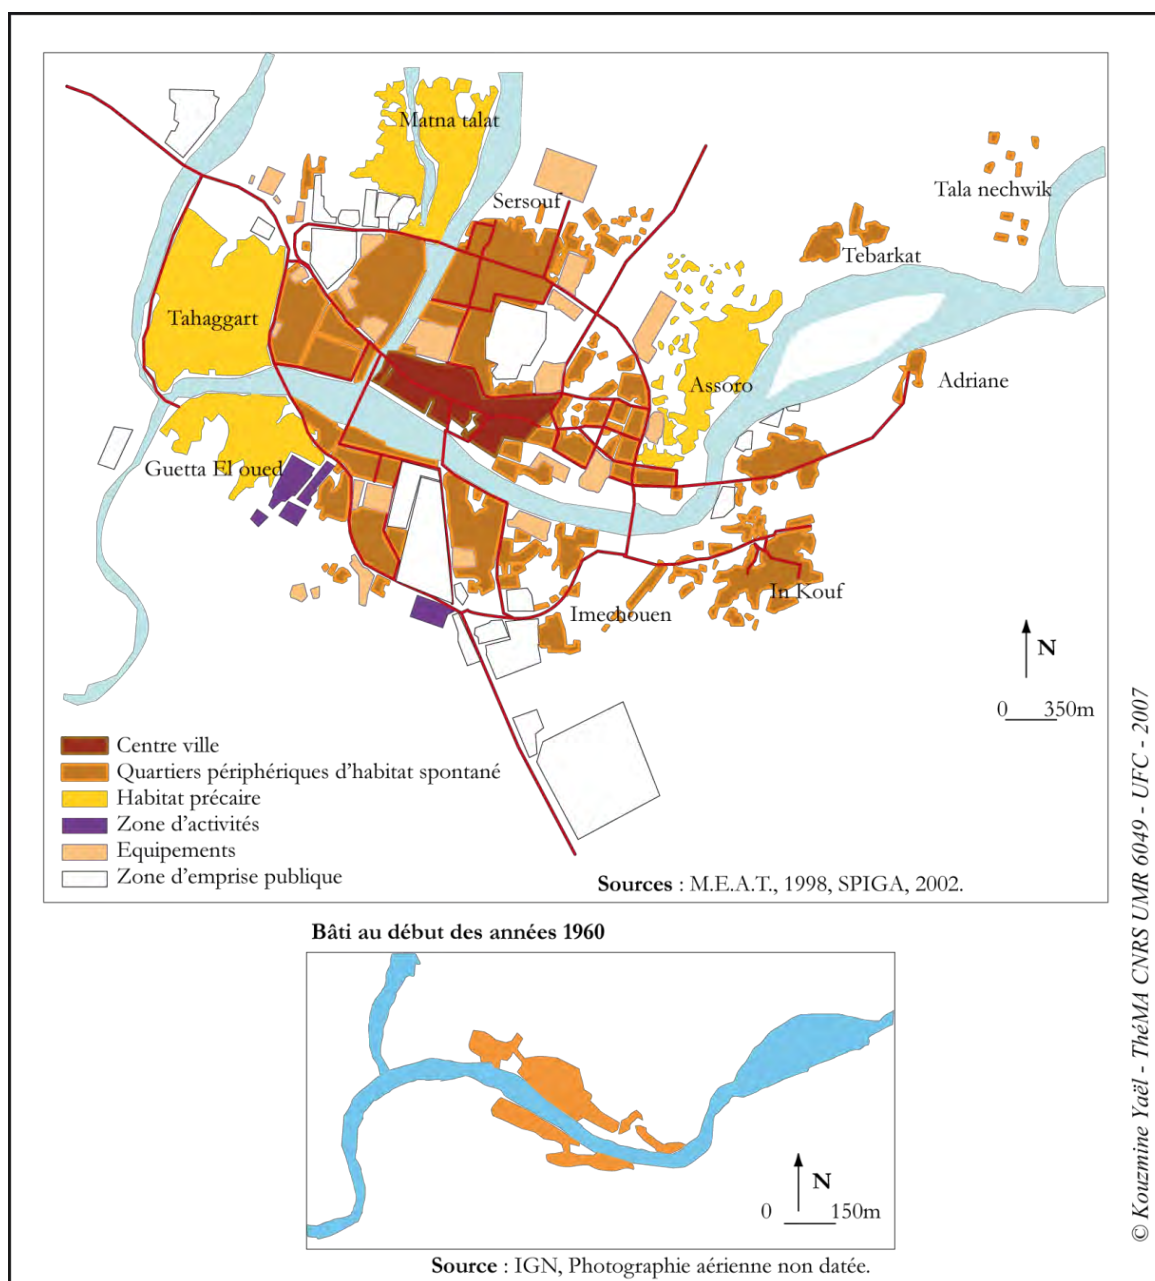 Matna talat
Sersouf
Tala nechwik
Tebarkat
Tahaggart
Assoro
Adriane
Guetta El oued
In Kouf
Imechouen
N
0 350m
Centre ville
Quartiers périphériques d'habitat spontané
Habitat précaire
Zone d'activités
Equipements
Zone d'emprise publique
Sources : M.E.A.T., 1998, SPIGA, 2002.
Bâti au début des années 1960
N
0 150m
Source : IGN, Photographie aérienne non datée.
© Kouzmine Yaël - ThéMA CNRS UMR 6049 - UFC - 2007